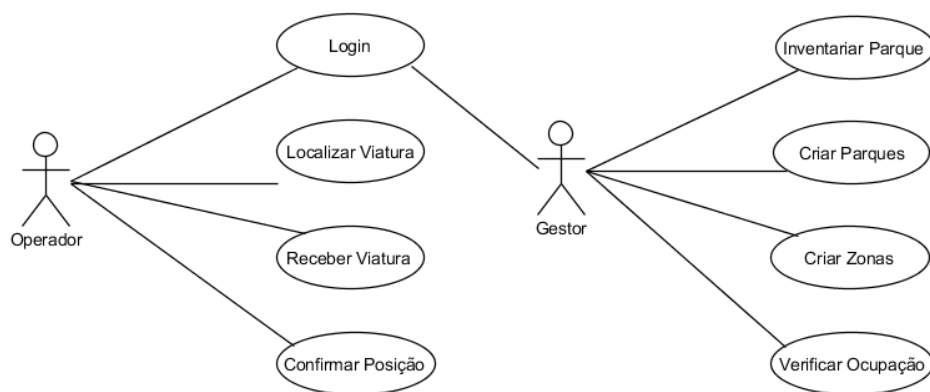 Login
Inventariar Parque
Localizar Viatura
Criar Parques
Operador
Gestor
Receber Viatura
Criar Zonas
Confirmar Posição
Verificar Ocupação